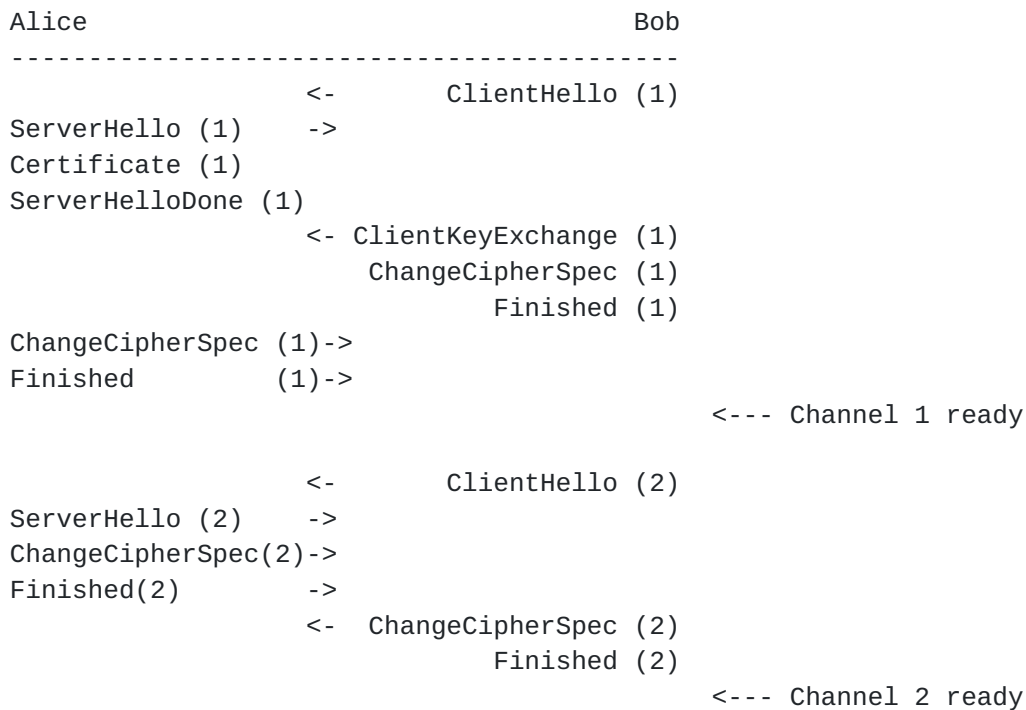 Alice                                   Bob
-------------------------------------------
                   <-       ClientHello (1)
ServerHello (1)    ->
Certificate (1)
ServerHelloDone (1)
                   <- ClientKeyExchange (1)
                       ChangeCipherSpec (1)
                               Finished (1)
ChangeCipherSpec (1)->
Finished         (1)->
                                             <--- Channel 1 ready

                   <-       ClientHello (2)
ServerHello (2)    ->
ChangeCipherSpec(2)->
Finished(2)        ->
                   <-  ChangeCipherSpec (2)
                               Finished (2)
                                             <--- Channel 2 ready